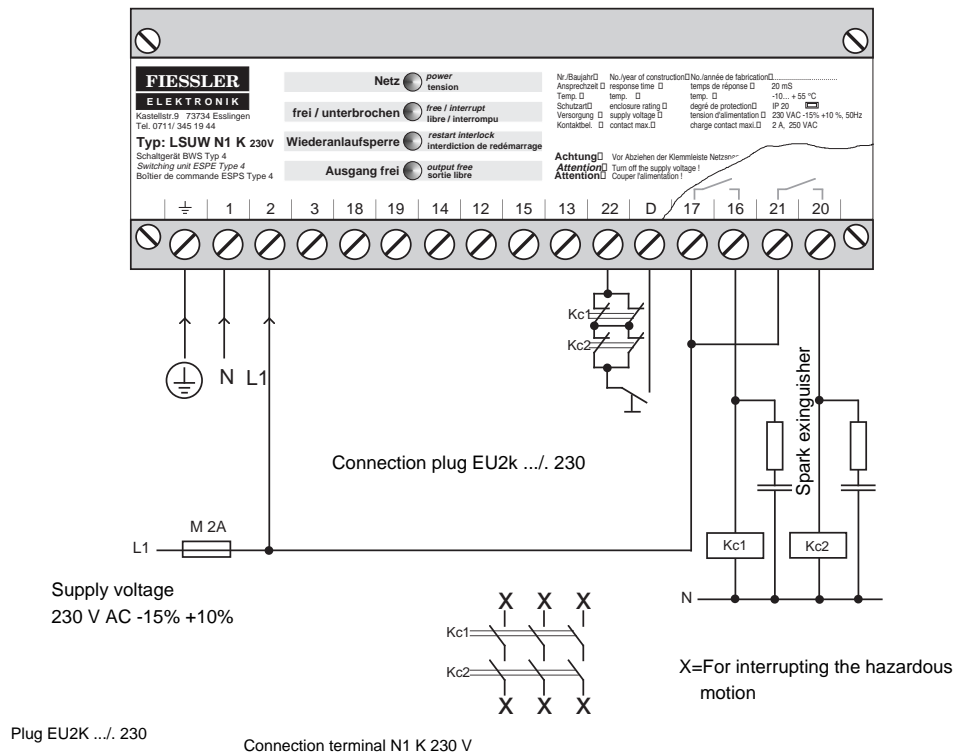 FIESSLER
ELEKTRONIK
Kastellstr.9 73734 Esslingen
Tel. 0711/ 345 19 44
Typ: LSUW N1 K 230V
Schaltgerät BWS Typ 4
Switching unit ESPE Type 4
Boîtier de commande ESPS Type 4
Netz power
tension
frei / unterbrochen free / interrupt
libre / interrompu
Wiederanlaufsperre restart interlock
interdiction de redémarrage
Ausgang frei output free
sortie libre
Nr./Baujahr No./year of construction No./année de fabrication..............................
Ansprechzeit response time temps de réponse 20 mS
Temp. temp. temp. -10... + 55 °C
Schutzart enclosure rating degré de protection IP 20
Versorgung supply voltage tension d'alimentation 230 VAC -15% +10 %, 50Hz
Kontaktbel. contact max. charge contact maxi. 2 A, 250 VAC
Achtung Vor Abziehen der Klemmleiste
Attention Turn off the supply voltage !
Attention Couper l'alimentation !
1 2 3 18 19 14 12 15 13 22 D 17 16 21 20
Kc1
Kc2
N L1
Spark exinguisher
Connection plug EU2k .../. 230
M 2A
L1
Kc1 Kc2
Supply voltage
230 V AC -15% +10%
N
X X X
Kc1
Kc2
X X X
X=For interrupting the hazardous
motion
Plug EU2K .../. 230
Connection terminal N1 K 230 V